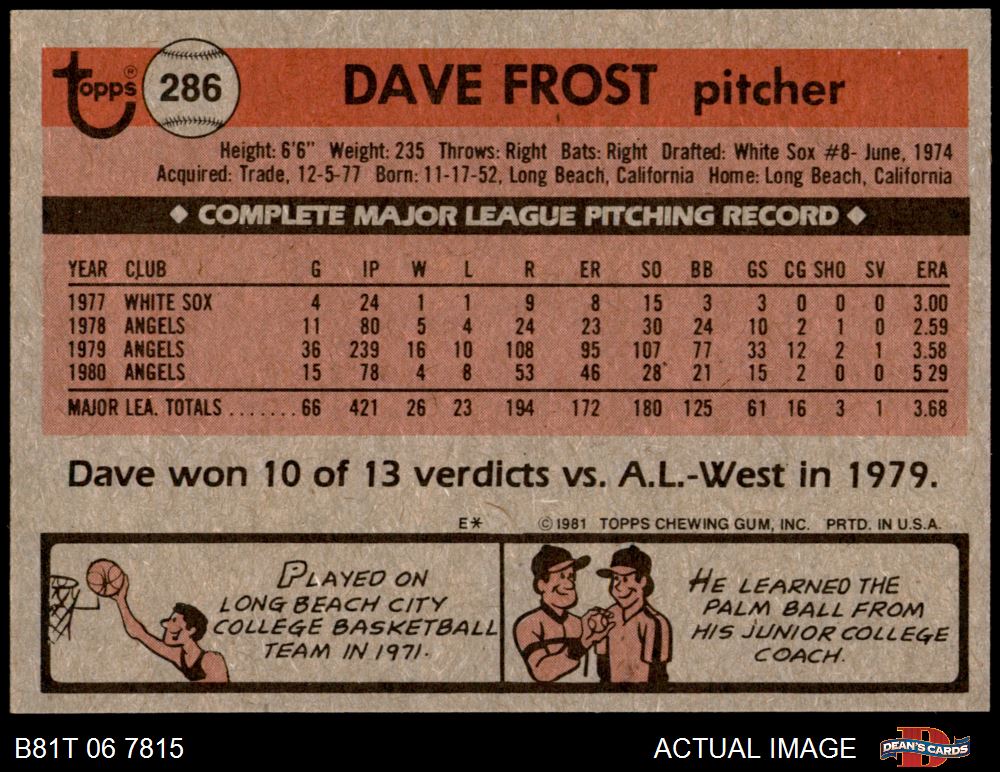 Topps® 286 DAVE FROST pitcher
Height: 6'6" Weight: 235 Throws: Right Bats: Right Drafted: White Sox #8- June, 1974
Acquired: Trade, 12-5-77 Born: 11-17-52, Long Beach, California Home: Long Beach, California
◆ COMPLETE MAJOR LEAGUE PITCHING RECORD ◆
YEAR CLUB G IP W L R ER SO BB GS CG SHO SV ERA
1977 WHITE SOX 4 24 1 1 9 8 15 3 3 0 0 0 3.00
1978 ANGELS 11 80 5 4 24 23 30 24 10 2 1 0 2.59
1979 ANGELS 36 239 16 10 108 95 107 77 33 12 2 1 3.58
1980 ANGELS 15 78 4 8 53 46 28 21 15 2 0 0 5 29
MAJOR LEA. TOTALS ....... 66 421 26 23 194 172 180 125 61 16 3 1 3.68
Dave won 10 of 13 verdicts vs. A.L.-West in 1979.
E* © 1981 TOPPS CHEWING GUM, INC. PRTD. IN U.S.A.
PLAYED ON
LONG BEACH CITY
COLLEGE BASKETBALL
TEAM IN 1971.
HE LEARNED THE
PALM BALL FROM
HIS JUNIOR COLLEGE
COACH.
B81T 06 7815 ACTUAL IMAGE D DEAN'S CARDS